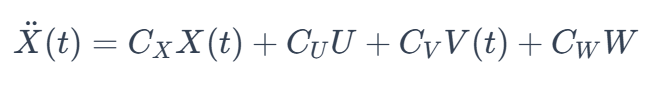 Ẍ(t) = C_X X(t) + C_U U + C_V V(t) + C_W W